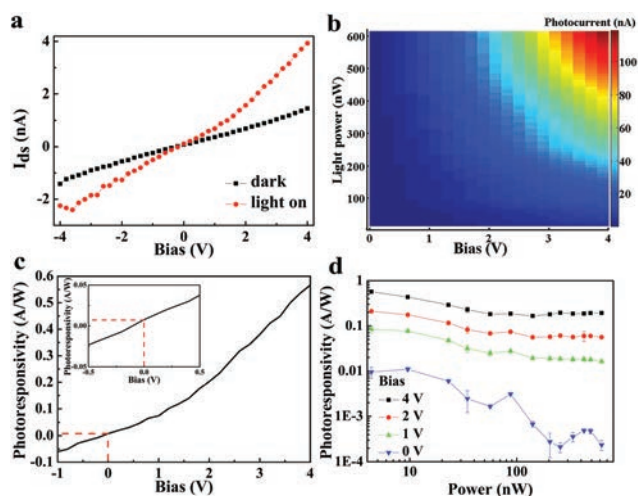 a
I_ds (nA)
4
2
0
-2
-4
-2
0
2
4
Bias (V)
dark
light on
b
Photocurrent (nA)
Light power (nW)
600
500
400
300
200
100
0
1
2
3
4
Bias (V)
100
80
60
40
20
0
c
Photoresponsivity (A/W)
0.6
0.5
0.4
0.3
0.2
0.1
0.0
-0.1
-1
0
1
2
3
4
Bias (V)
Photoresponsivity (A/W)
0.05
0.00
-0.05
-0.5
0.0
0.5
Bias (V)
d
Photoresponsivity (A/W)
1
0.1
0.01
1E-3
1E-4
10
100
Power (nW)
Bias
4 V
2 V
1 V
0 V